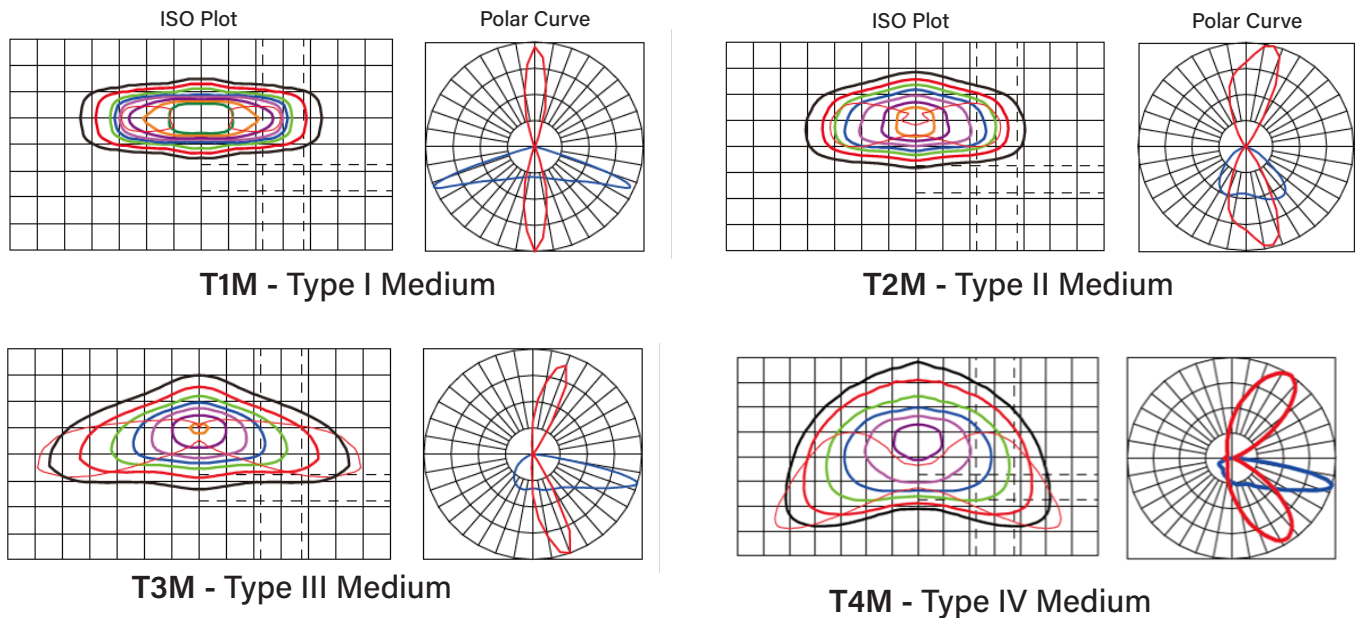 ISO Plot
Polar Curve
ISO Plot
Polar Curve
T1M - Type I Medium
T2M - Type II Medium
T3M - Type III Medium
T4M - Type IV Medium